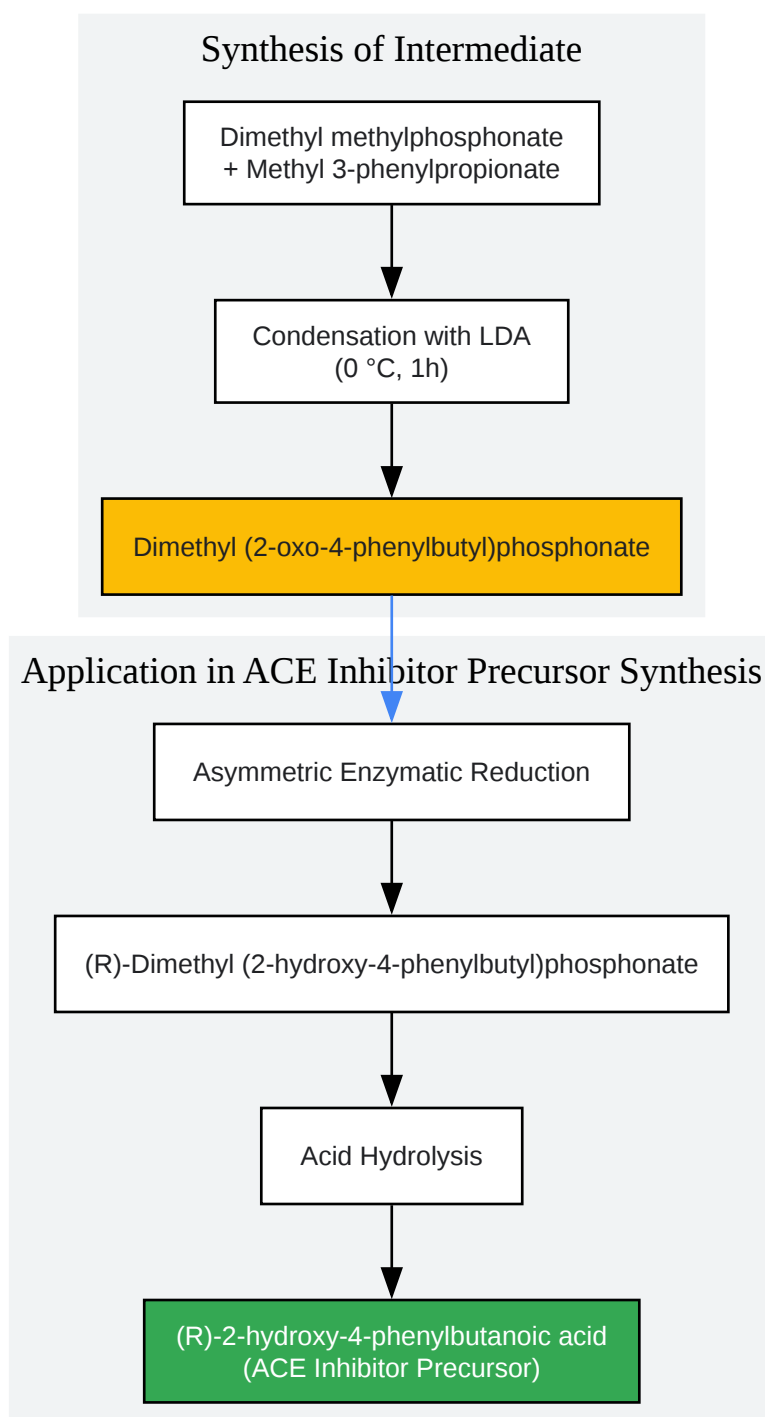 Synthesis of Intermediate
Dimethyl methylphosphonate
+ Methyl 3-phenylpropionate
Condensation with LDA
(0 °C, 1h)
Dimethyl (2-oxo-4-phenylbutyl)phosphonate
Application in ACE Inhibitor Precursor Synthesis
Asymmetric Enzymatic Reduction
(R)-Dimethyl (2-hydroxy-4-phenylbutyl)phosphonate
Acid Hydrolysis
(R)-2-hydroxy-4-phenylbutanoic acid
(ACE Inhibitor Precursor)